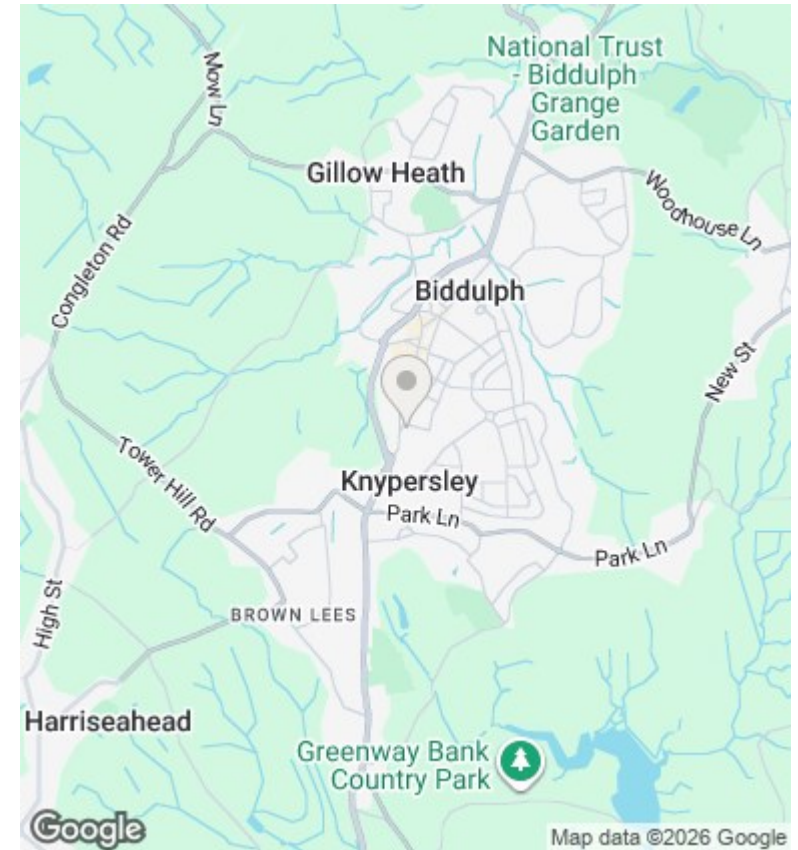 National Trust
- Biddulph
Grange
Garden
Mow Ln
Gillow Heath
Woodhouse Ln
Congleton Rd
Biddulph
New St
Tower Hill Rd
Knypersley
Park Ln
Park Ln
High St
BROWN LEES
Harriseahead
Greenway Bank
Country Park
Google
Map data ©2026 Google